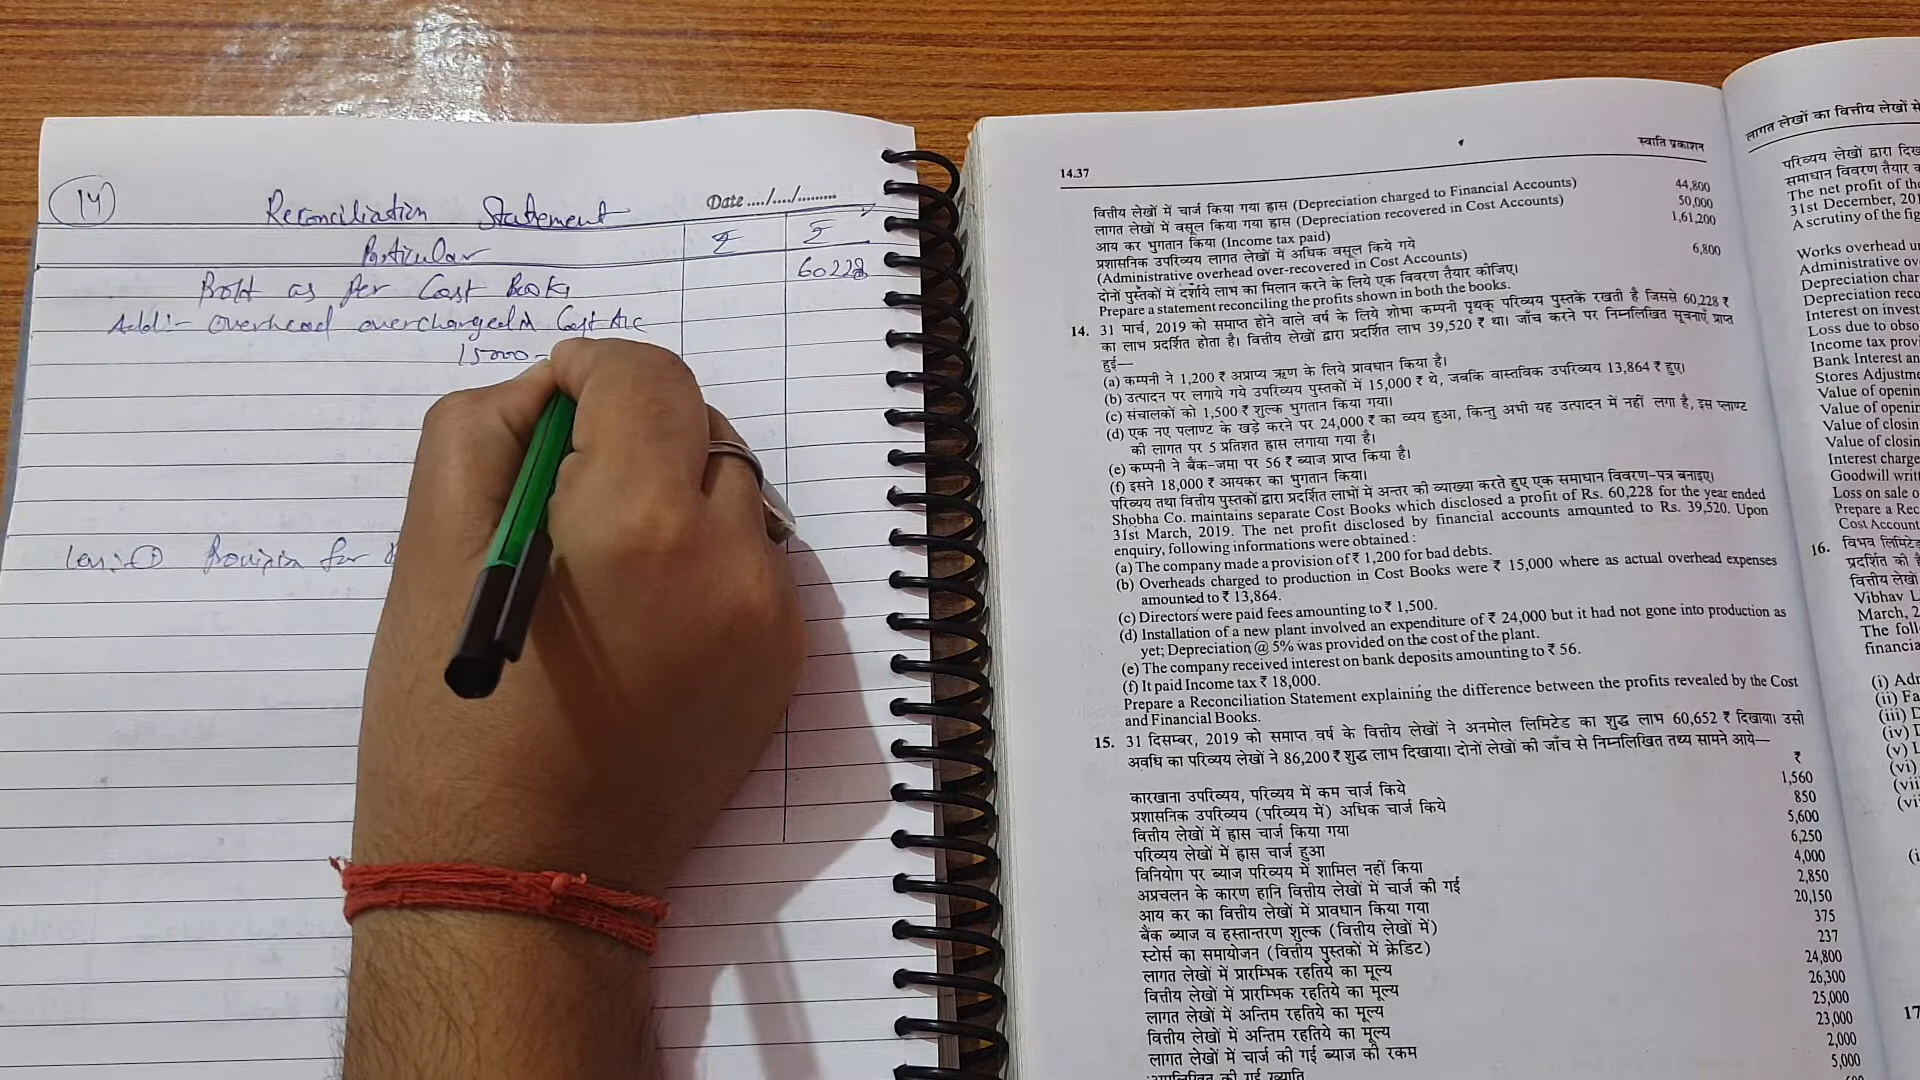 14
Reconciliation Statement
Date ..../..../.........
Particular
₹
₹
Profit as per Cost Books
60228
Add:- Overhead overcharged in Cost A/c
15000 -
Less:- ① Provision for
14.37
स्वाति प्रकाशन
वित्तीय लेखों में चार्ज किया गया ह्रास (Depreciation charged to Financial Accounts) 44,800
लागत लेखों में वसूल किया गया ह्रास (Depreciation recovered in Cost Accounts) 50,000
आय कर भुगतान किया (Income tax paid) 1,61,200
प्रशासनिक उपरिव्यय लागत लेखों में अधिक वसूल किये गये
(Administrative overhead over-recovered in Cost Accounts) 6,800
दोनों पुस्तकों में दर्शाये लाभ का मिलान करने के लिये एक विवरण तैयार कीजिए।
Prepare a statement reconciling the profits shown in both the books.
14. 31 मार्च, 2019 को समाप्त होने वाले वर्ष के लिये शोभा कम्पनी पृथक् परिव्यय पुस्तकें रखती है जिससे 60,228 ₹
का लाभ प्रदर्शित होता है। वित्तीय लेखों द्वारा प्रदर्शित लाभ 39,520 ₹ था। जाँच करने पर निम्नलिखित सूचनाएँ प्राप्त
हुई—
(a) कम्पनी ने 1,200 ₹ अप्राप्य ऋण के लिये प्रावधान किया है।
(b) उत्पादन पर लगाये गये उपरिव्यय पुस्तकों में 15,000 ₹ थे, जबकि वास्तविक उपरिव्यय 13,864 ₹ हुए।
(c) संचालकों को 1,500 ₹ शुल्क भुगतान किया गया।
(d) एक नए पलाण्ट के खड़े करने पर 24,000 ₹ का व्यय हुआ, किन्तु अभी यह उत्पादन में नहीं लगा है, इस प्लाण्ट
की लागत पर 5 प्रतिशत ह्रास लगाया गया है।
(e) कम्पनी ने बैंक-जमा पर 56 ₹ ब्याज प्राप्त किया है।
(f) इसने 18,000 ₹ आयकर का भुगतान किया।
परिव्यय तथा वित्तीय पुस्तकों द्वारा प्रदर्शित लाभों में अन्तर की व्याख्या करते हुए एक समाधान विवरण-पत्र बनाइए।
Shobha Co. maintains separate Cost Books which disclosed a profit of Rs. 60,228 for the year ended
31st March, 2019. The net profit disclosed by financial accounts amounted to Rs. 39,520. Upon
enquiry, following informations were obtained :
(a) The company made a provision of ₹ 1,200 for bad debts.
(b) Overheads charged to production in Cost Books were ₹ 15,000 where as actual overhead expenses
amounted to ₹ 13,864.
(c) Directors were paid fees amounting to ₹ 1,500.
(d) Installation of a new plant involved an expenditure of ₹ 24,000 but it had not gone into production as
yet; Depreciation @ 5% was provided on the cost of the plant.
(e) The company received interest on bank deposits amounting to ₹ 56.
(f) It paid Income tax ₹ 18,000.
Prepare a Reconciliation Statement explaining the difference between the profits revealed by the Cost
and Financial Books.
15. 31 दिसम्बर, 2019 को समाप्त वर्ष के वित्तीय लेखों ने अनमोल लिमिटेड का शुद्ध लाभ 60,652 ₹ दिखाया। उसी
अवधि का परिव्यय लेखों ने 86,200 ₹ शुद्ध लाभ दिखाया। दोनों लेखों की जाँच से निम्नलिखित तथ्य सामने आये—
₹
कारखाना उपरिव्यय, परिव्यय में कम चार्ज किये 1,560
प्रशासनिक उपरिव्यय (परिव्यय में) अधिक चार्ज किये 850
वित्तीय लेखों में ह्रास चार्ज किया गया 5,600
परिव्यय लेखों में ह्रास चार्ज हुआ 6,250
विनियोग पर ब्याज परिव्यय में शामिल नहीं किया 4,000
अप्रचलन के कारण हानि वित्तीय लेखों में चार्ज की गई 2,850
आय कर का वित्तीय लेखों में प्रावधान किया गया 20,150
बैंक ब्याज व हस्तान्तरण शुल्क (वित्तीय लेखों में) 375
स्टोर्स का समायोजन (वित्तीय पुस्तकों में क्रेडिट) 237
लागत लेखों में प्रारम्भिक रहतिये का मूल्य 24,800
वित्तीय लेखों में प्रारम्भिक रहतिये का मूल्य 26,300
लागत लेखों में अन्तिम रहतिये का मूल्य 25,000
वित्तीय लेखों में अन्तिम रहतिये का मूल्य 23,000
लागत लेखों में चार्ज की गई ब्याज की रकम 2,000
की गई ख्याति 5,000
लागत लेखों का वित्तीय लेखों से
परिव्यय लेखों द्वारा
समाधान विवरण तैयार
The net profit of the
31st December, 201
A scrutiny of the fig
Works overhead u
Administrative ov
Depreciation char
Depreciation reco
Interest on invest
Loss due to obso
Income tax prov
Bank Interest an
Stores Adjustme
Value of openin
Value of openin
Value of closin
Value of closin
Interest charge
Goodwill writ
Loss on sale o
Prepare a Rec
Cost Account
16. विभव लिमिटेड
प्रदर्शित की
वित्तीय लेखों
Vibhav L
March, 2
The foll
financia
(i) Adr
(ii) Fa
(iii) D
(iv)
(v)
(vi)
(vii
(vi
17